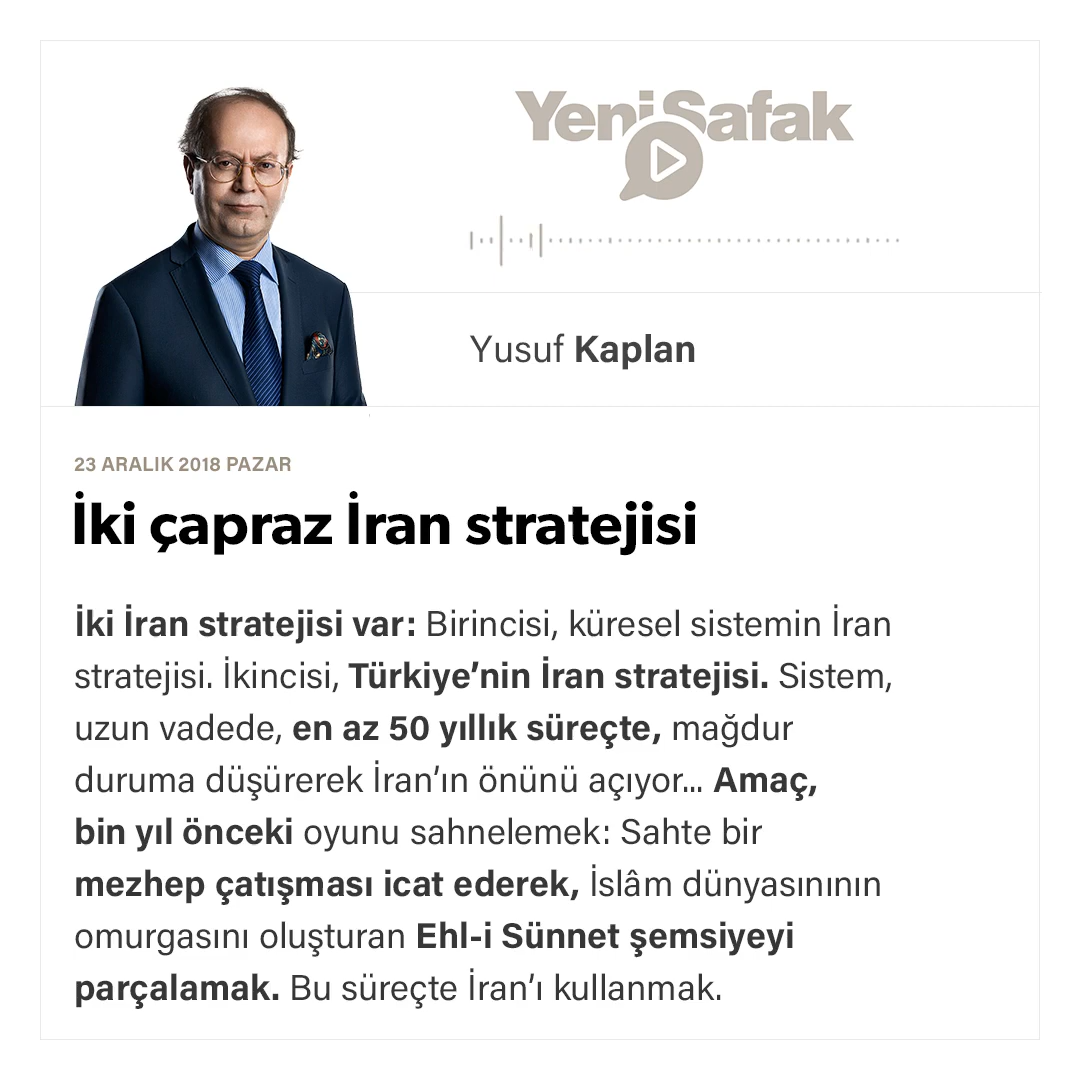 YeniŞafak
Yusuf Kaplan
23 ARALIK 2018 PAZAR
İki çapraz İran stratejisi
İki İran stratejisi var: Birincisi, küresel sistemin İran
stratejisi. İkincisi, Türkiye’nin İran stratejisi. Sistem,
uzun vadede, en az 50 yıllık süreçte, mağdur
duruma düşürerek İran’ın önünü açıyor... Amaç,
bin yıl önceki oyunu sahnelemek: Sahte bir
mezhep çatışması icat ederek, İslâm dünyasınının
omurgasını oluşturan Ehl-i Sünnet şemsiyeyi
parçalamak. Bu süreçte İran’ı kullanmak.